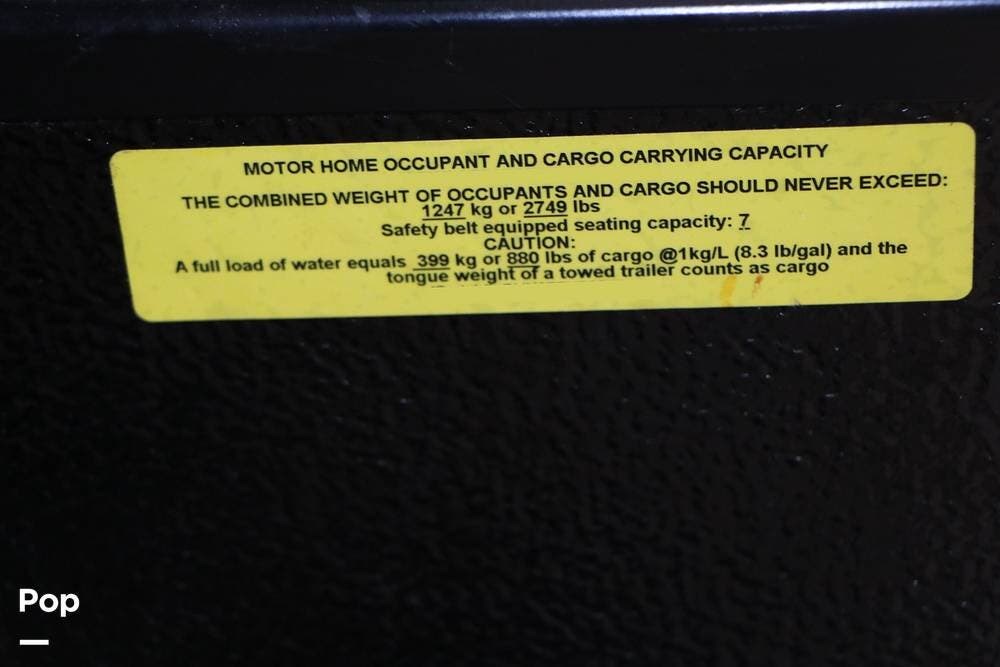 MOTOR HOME OCCUPANT AND CARGO CARRYING CAPACITY
THE COMBINED WEIGHT OF OCCUPANTS AND CARGO SHOULD NEVER EXCEED:
1247 kg or 2749 lbs
Safety belt equipped seating capacity: 7
CAUTION:
A full load of water equals 399 kg or 880 lbs of cargo @1kg/L (8.3 lb/gal) and the
tongue weight of a towed trailer counts as cargo
Pop